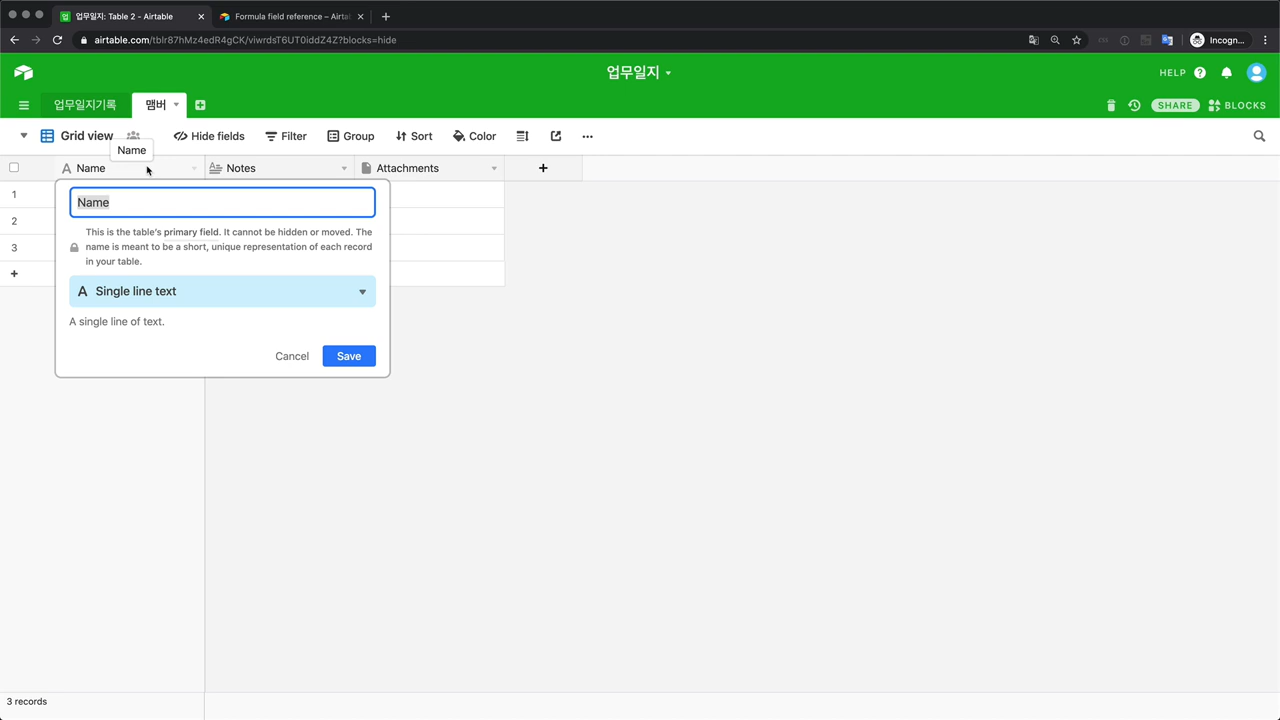 업무일지: Table 2 - Airtable
Formula field reference – Airta
airtable.com/tblr87hMz4edR4gCK/viwrdsT6UT0iddZ4Z?blocks=hide
Incogn...
업무일지
HELP
업무일지기록
맴버
SHARE
BLOCKS
Grid view
Hide fields
Filter
Group
Sort
Color
Name
A Name
Notes
Attachments
1
2
3
Name
This is the table's primary field. It cannot be hidden or moved. The
name is meant to be a short, unique representation of each record
in your table.
A Single line text
A single line of text.
Cancel
Save
3 records